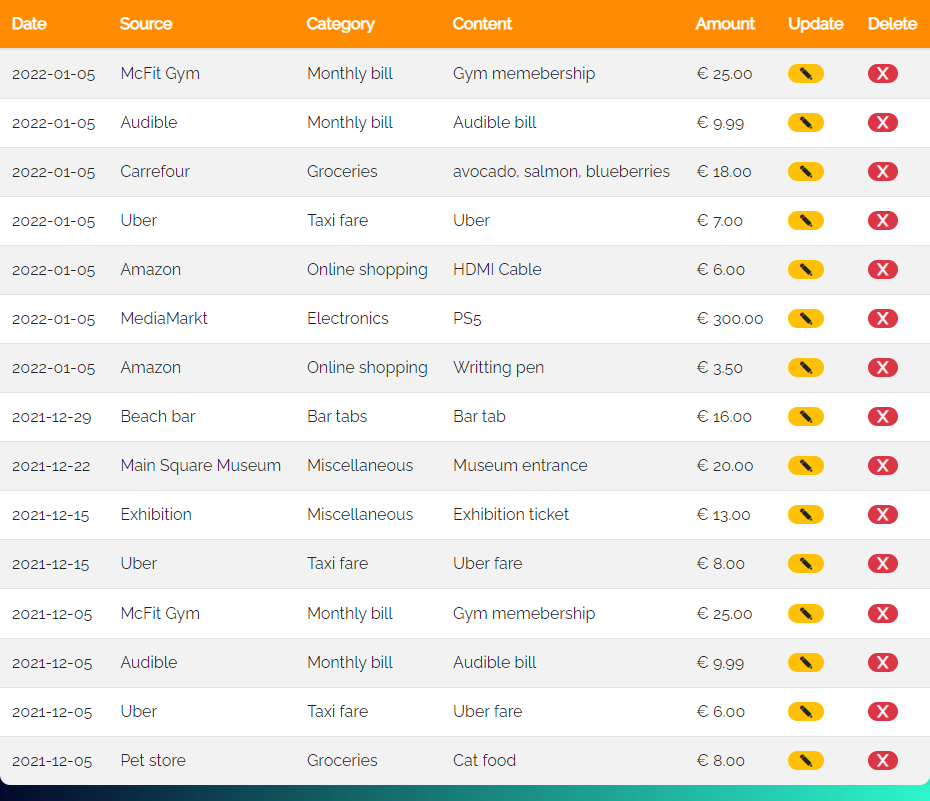 Date Source Category Content Amount Update Delete
2022-01-05 McFit Gym Monthly bill Gym memebership € 25.00 X
2022-01-05 Audible Monthly bill Audible bill € 9.99 X
2022-01-05 Carrefour Groceries avocado, salmon, blueberries € 18.00 X
2022-01-05 Uber Taxi fare Uber € 7.00 X
2022-01-05 Amazon Online shopping HDMI Cable € 6.00 X
2022-01-05 MediaMarkt Electronics PS5 € 300.00 X
2022-01-05 Amazon Online shopping Writting pen € 3.50 X
2021-12-29 Beach bar Bar tabs Bar tab € 16.00 X
2021-12-22 Main Square Museum Miscellaneous Museum entrance € 20.00 X
2021-12-15 Exhibition Miscellaneous Exhibition ticket € 13.00 X
2021-12-15 Uber Taxi fare Uber fare € 8.00 X
2021-12-05 McFit Gym Monthly bill Gym memebership € 25.00 X
2021-12-05 Audible Monthly bill Audible bill € 9.99 X
2021-12-05 Uber Taxi fare Uber fare € 6.00 X
2021-12-05 Pet store Groceries Cat food € 8.00 X